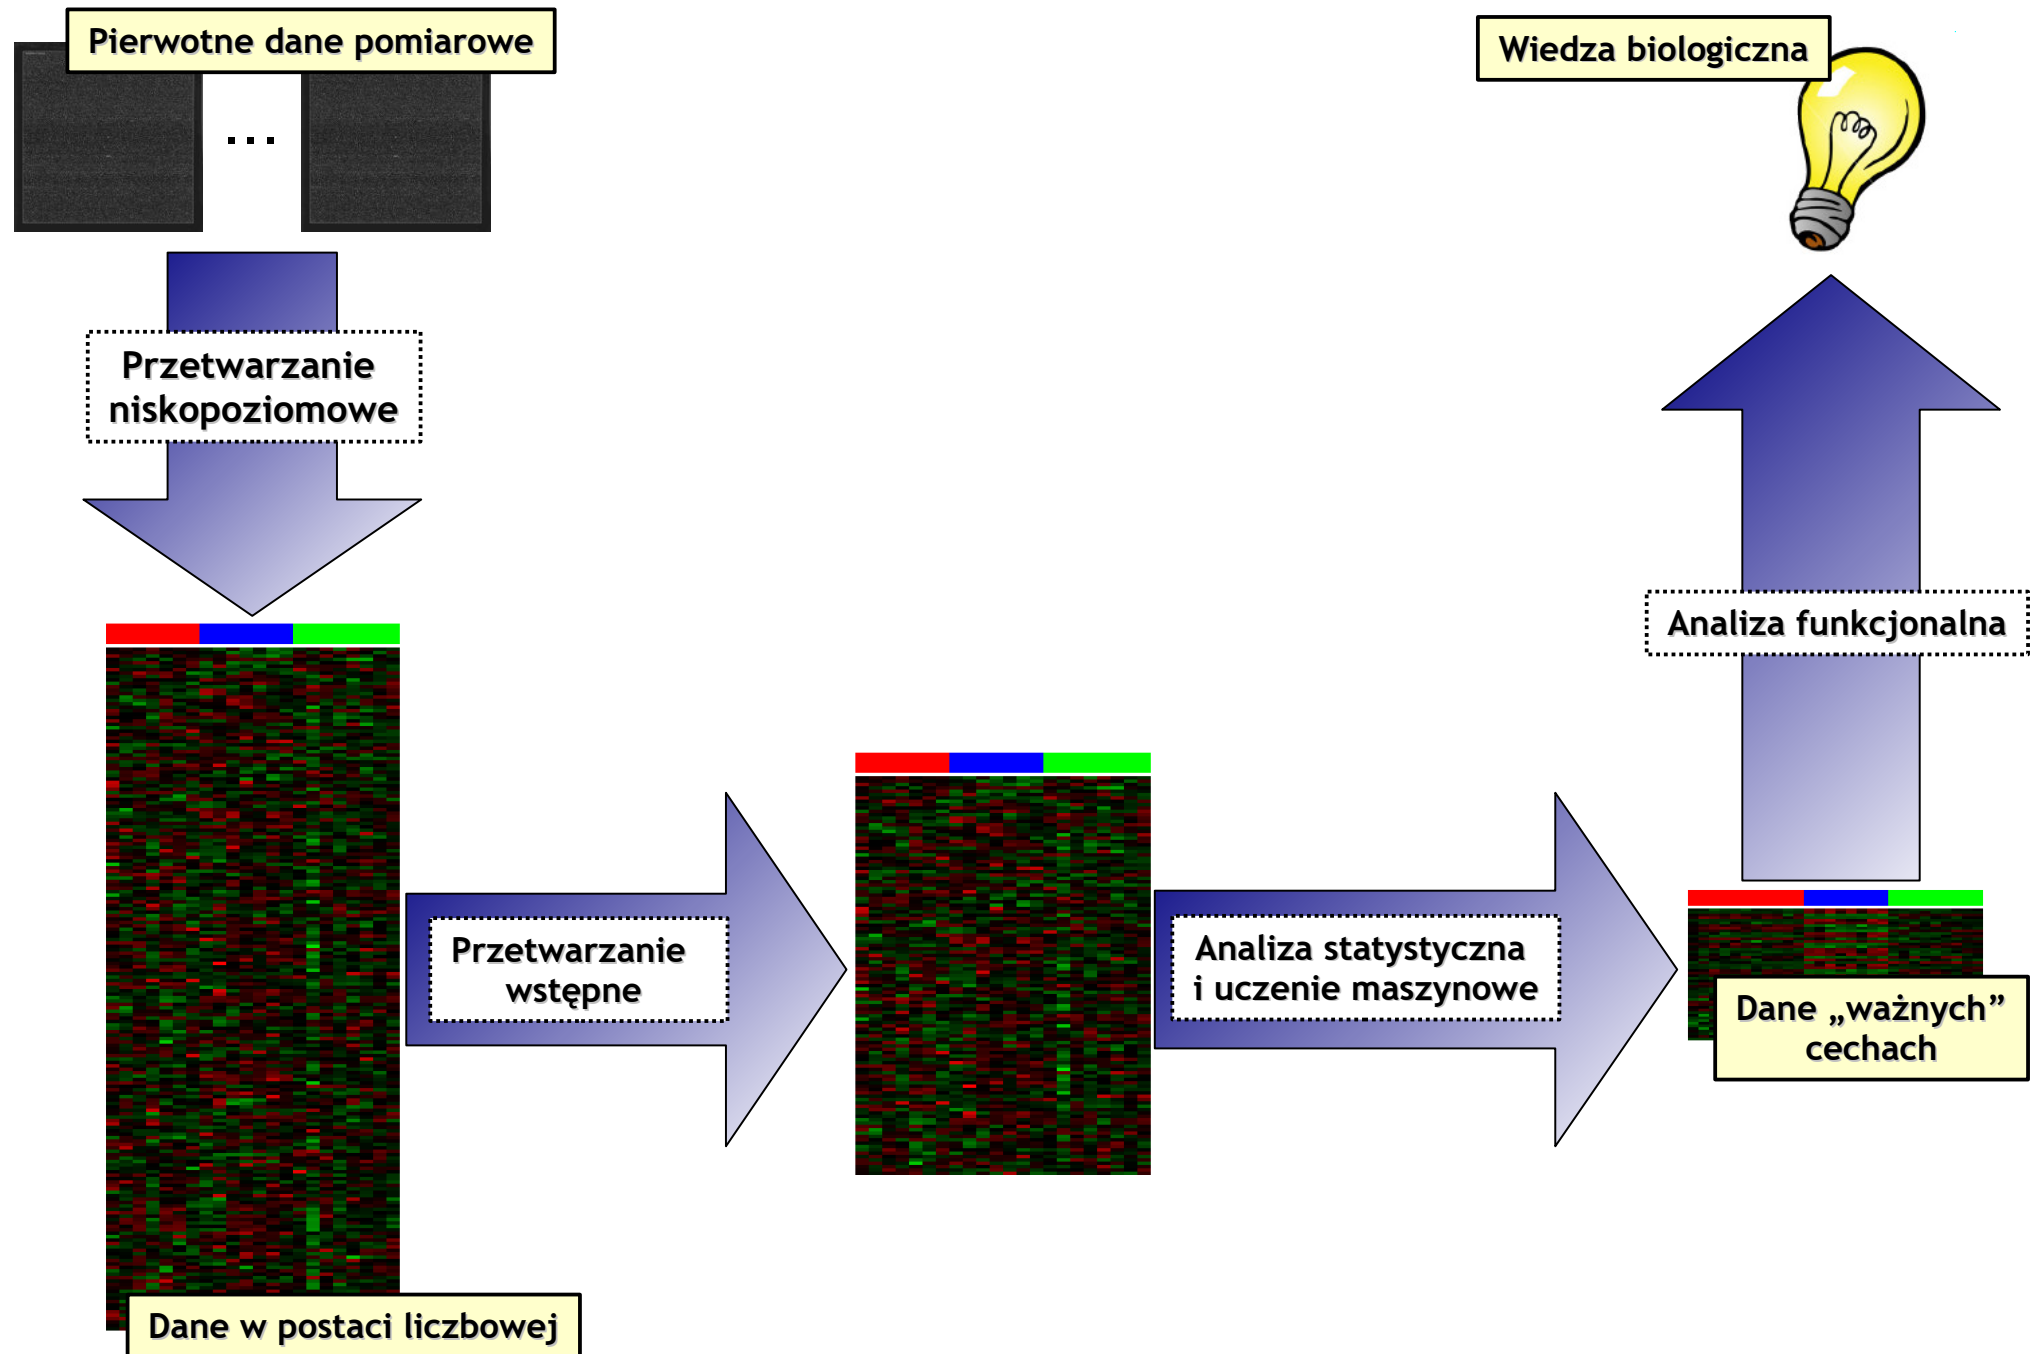 Pierwotne dane pomiarowe
Wiedza biologiczna
...
Przetwarzanie
niskopoziomowe
Analiza funkcjonalna
Przetwarzanie
wstępne
Analiza statystyczna
i uczenie maszynowe
Dane „ważnych”
cechach
Dane w postaci liczbowej